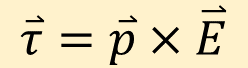 τ⃗ = p⃗ × E⃗